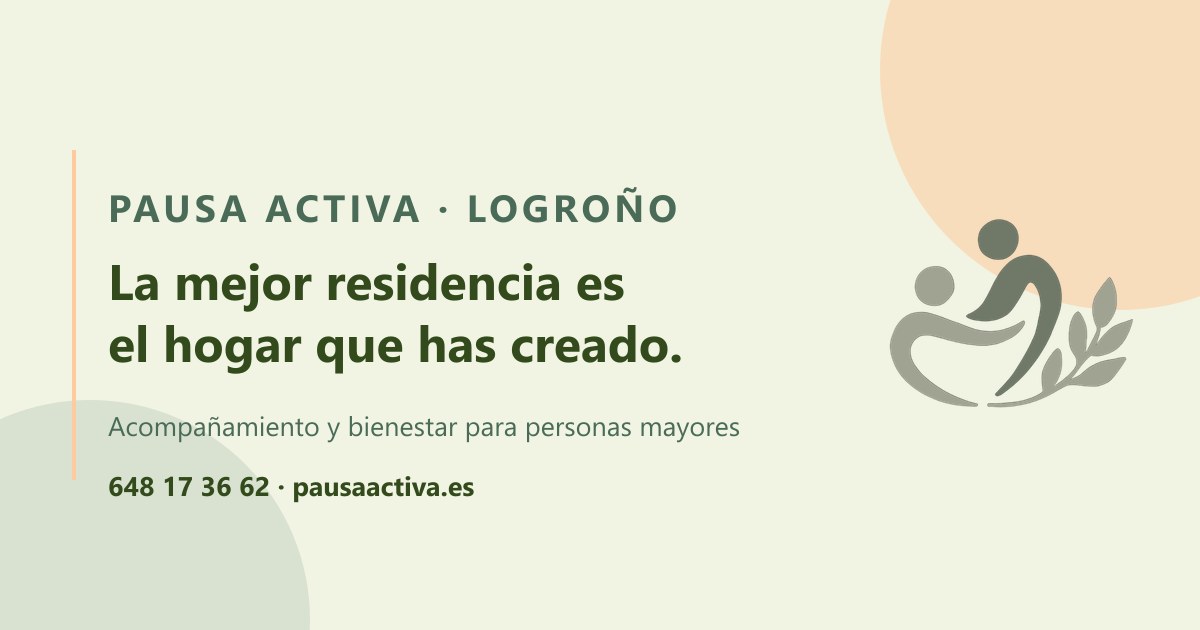 PAUSA ACTIVA · LOGROÑO
La mejor residencia es
el hogar que has creado.
Acompañamiento y bienestar para personas mayores
648 17 36 62 · pausaactiva.es